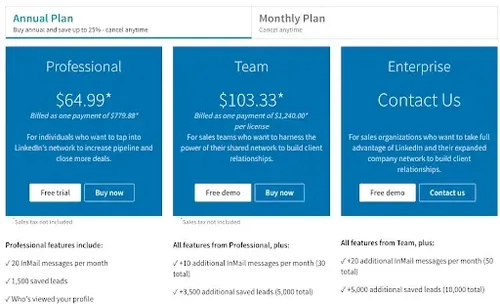 Annual Plan
Buy annual and save up to 25% - cancel anytime
Monthly Plan
Cancel anytime
Professional
$64.99*
Billed as one payment of $779.88*
For individuals who want to tap into
LinkedIn's network to increase pipeline and
close more deals.
Free trial
Buy now
* Sales tax not included
Professional features include:
✓ 20 InMail messages per month
✓ 1,500 saved leads
✓ Who's viewed your profile
Team
$103.33*
Billed as one payment of $1,240.00*
per license
For sales teams who want to harness the
power of their shared network to build client
relationships.
Free demo
Buy now
* Sales tax not included
All features from Professional, plus:
✓ +10 additional InMail messages per month (30
total)
✓ +3,500 additional saved leads (5,000 total)
Enterprise
Contact Us
For sales organizations who want to take full
advantage of LinkedIn and their expanded
company network to build client
relationships.
Free demo
Contact us
All features from Team, plus:
✓ +20 additional InMail messages per month (50
total)
✓ +5,000 additional saved leads (10,000 total)